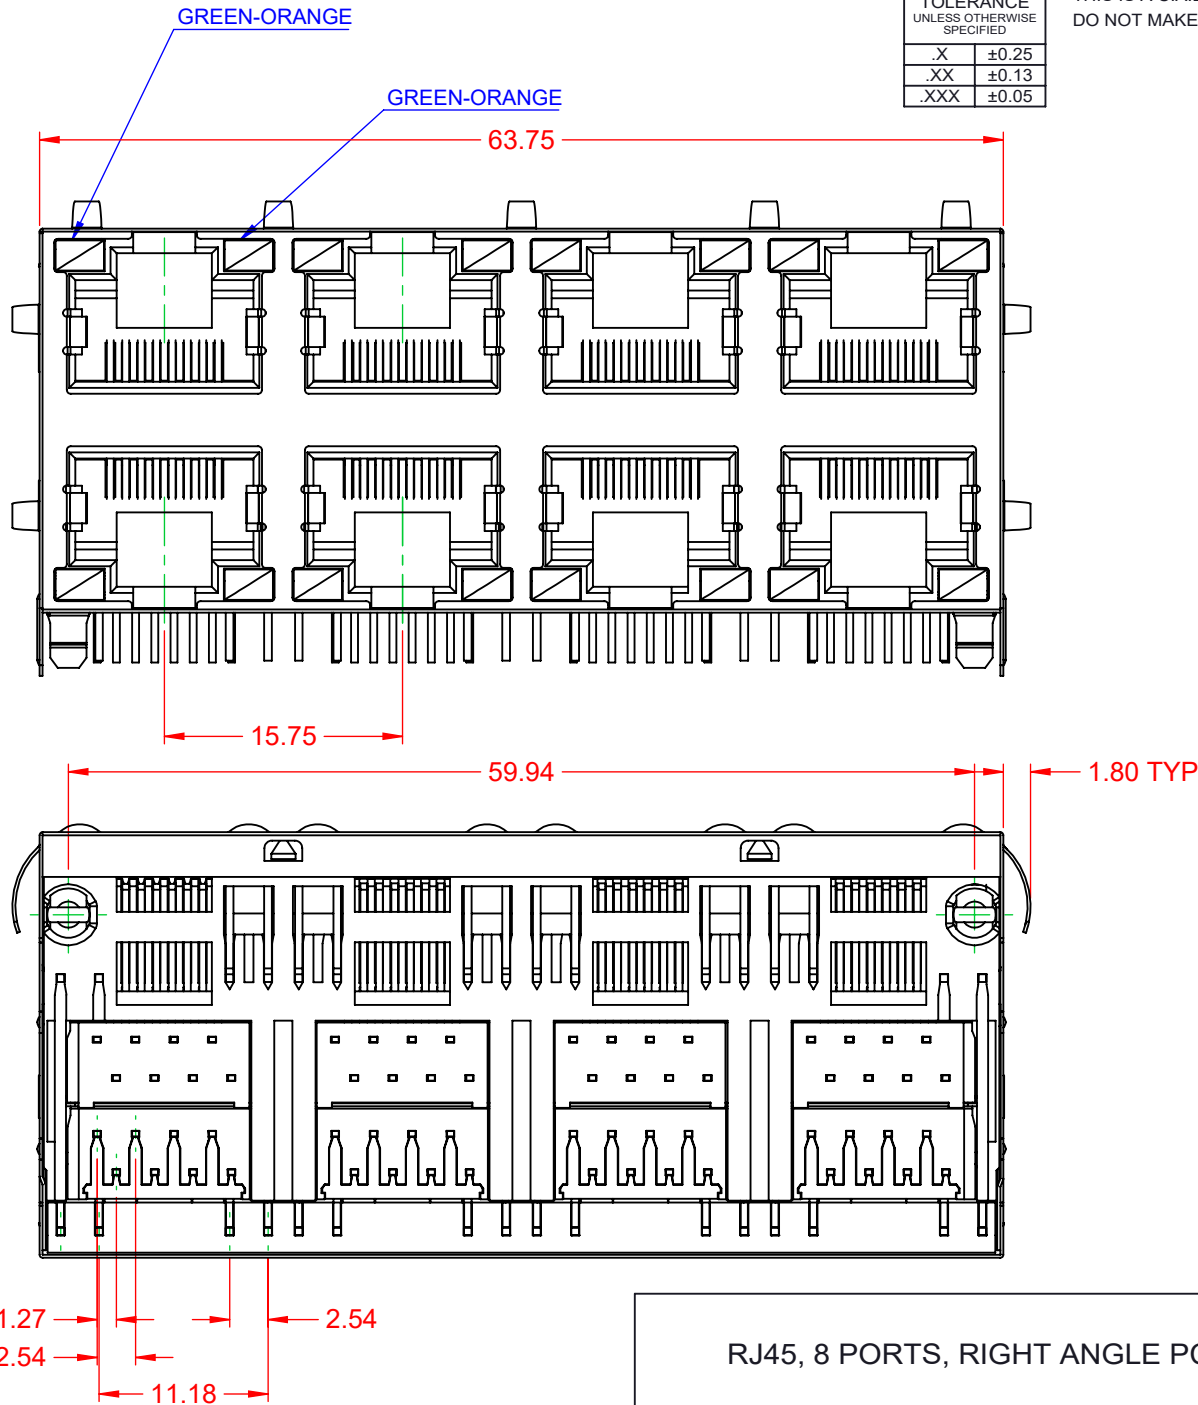 GREEN-ORANGE
GREEN-ORANGE
TOLERANCE
UNLESS OTHERWISE
SPECIFIED
.X ±0.25
.XX ±0.13
.XXX ±0.05
DO NOT MAKE
63.75
15.75
59.94
1.80 TYP
1.27
2.54
2.54
11.18
RJ45, 8 PORTS, RIGHT ANGLE